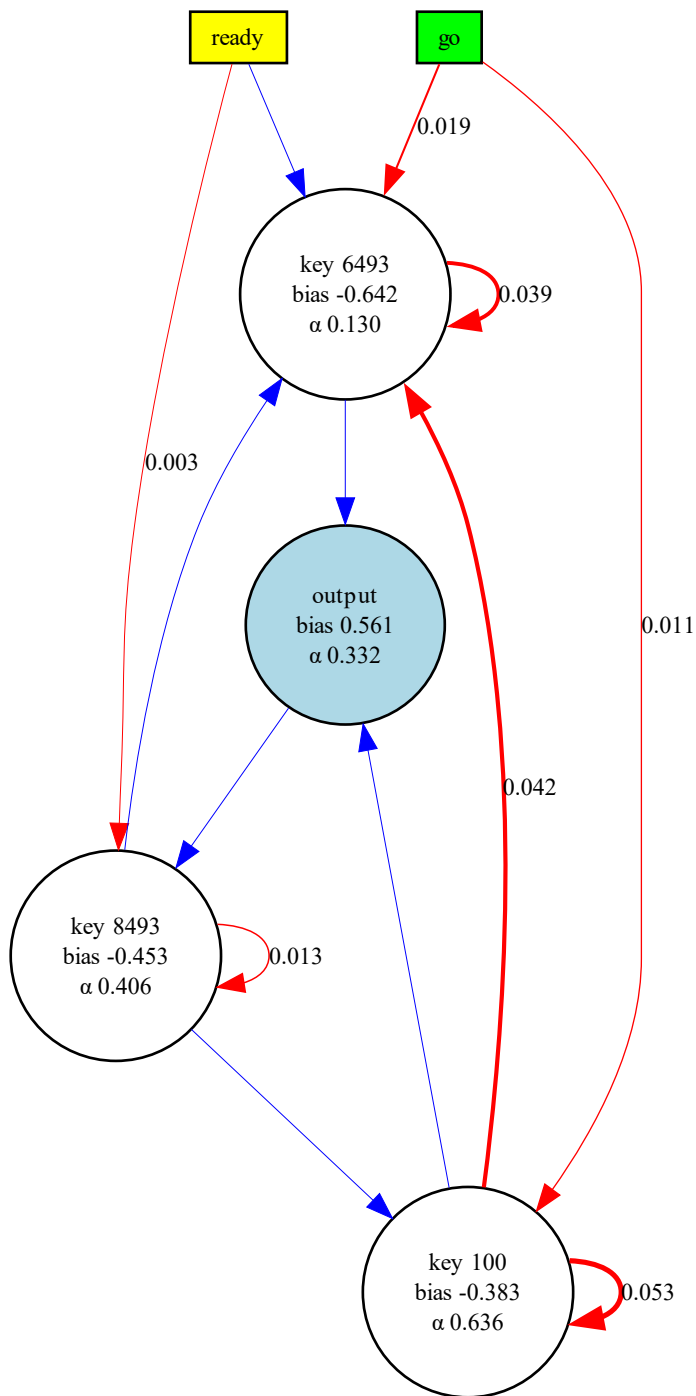 ready
go
0.019
key 6493
bias -0.642
α 0.130
0.039
0.003
output
bias 0.561
α 0.332
0.011
0.042
key 8493
bias -0.453
α 0.406
0.013
key 100
bias -0.383
α 0.636
0.053